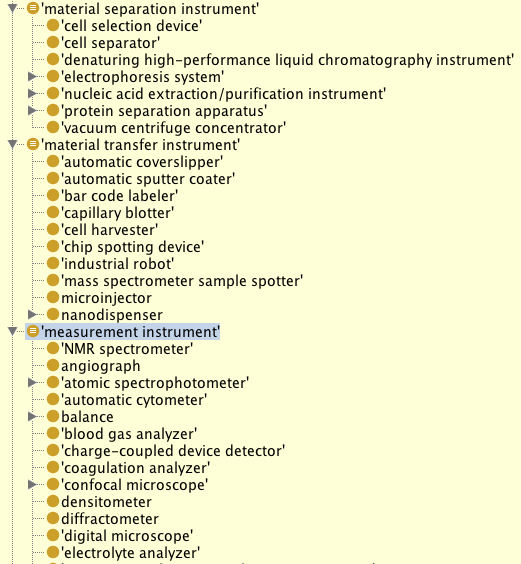 'material separation instrument'
'cell selection device'
'cell separator'
'denaturing high-performance liquid chromatography instrument'
'electrophoresis system'
'nucleic acid extraction/purification instrument'
'protein separation apparatus'
'vacuum centrifuge concentrator'
'material transfer instrument'
'automatic coverslipper'
'automatic sputter coater'
'bar code labeler'
'capillary blotter'
'cell harvester'
'chip spotting device'
'industrial robot'
'mass spectrometer sample spotter'
microinjector
nanodispenser
'measurement instrument'
'NMR spectrometer'
angiograph
'atomic spectrophotometer'
'automatic cytometer'
balance
'blood gas analyzer'
'charge-coupled device detector'
'coagulation analyzer'
'confocal microscope'
densitometer
diffractometer
'digital microscope'
'electrolyte analyzer'